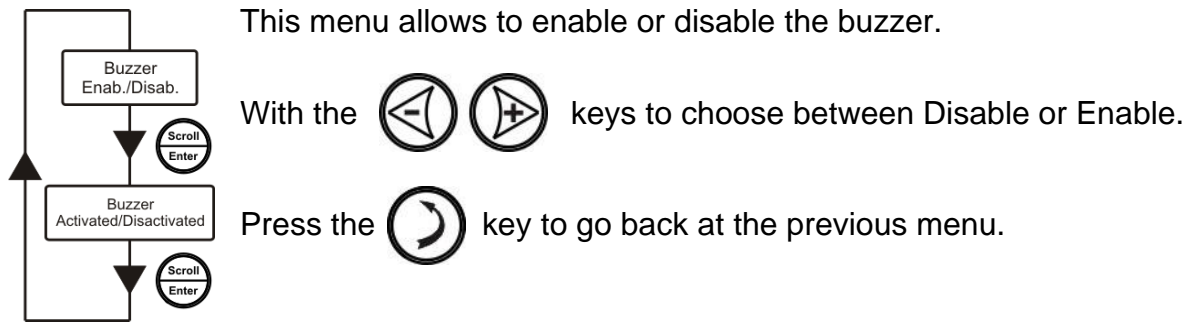 This menu allows to enable or disable the buzzer.
Buzzer
Enab./Disab.
With the - + keys to choose between Disable or Enable.
Scroll
Enter
Buzzer
Activated/Disactivated
Press the key to go back at the previous menu.
Scroll
Enter